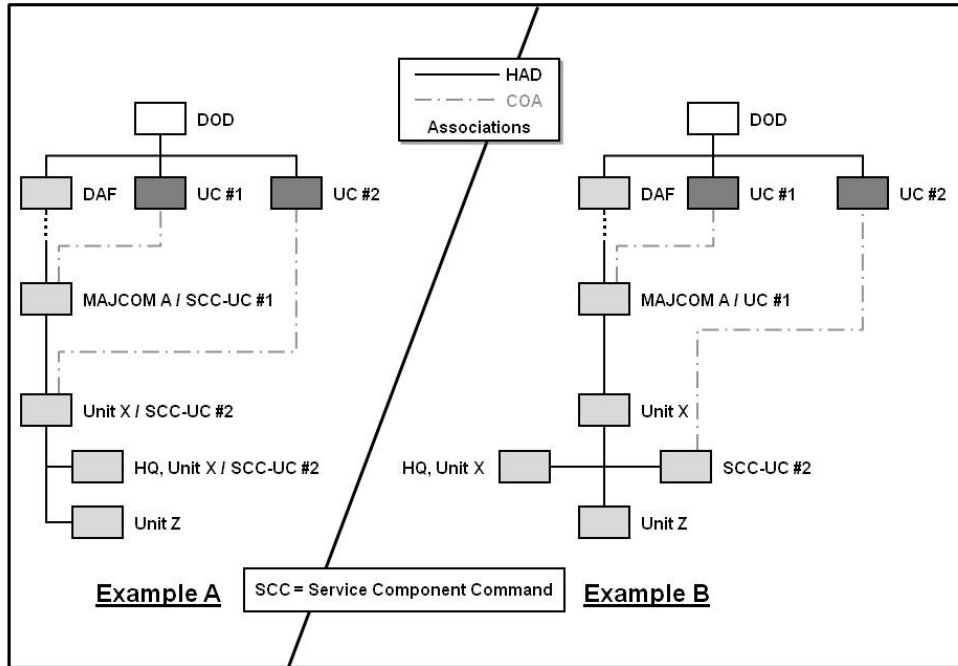 HAD
COA
Associations
DOD
DAF
UC #1
UC #2
MAJCOM A / SCC-UC #1
Unit X / SCC-UC #2
HQ, Unit X / SCC-UC #2
Unit Z
Example A
SCC = Service Component Command
DOD
DAF
UC #1
UC #2
MAJCOM A / UC #1
Unit X
HQ, Unit X
SCC-UC #2
Unit Z
Example B